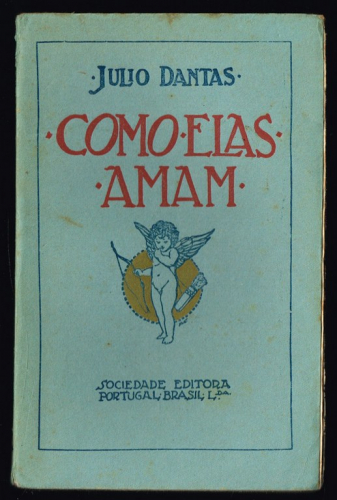 ·JULIO DANTAS·
·COMO·ELAS·
·AMAM·
SOCIEDADE EDITORA
PORTUGAL-BRASIL, L.DA